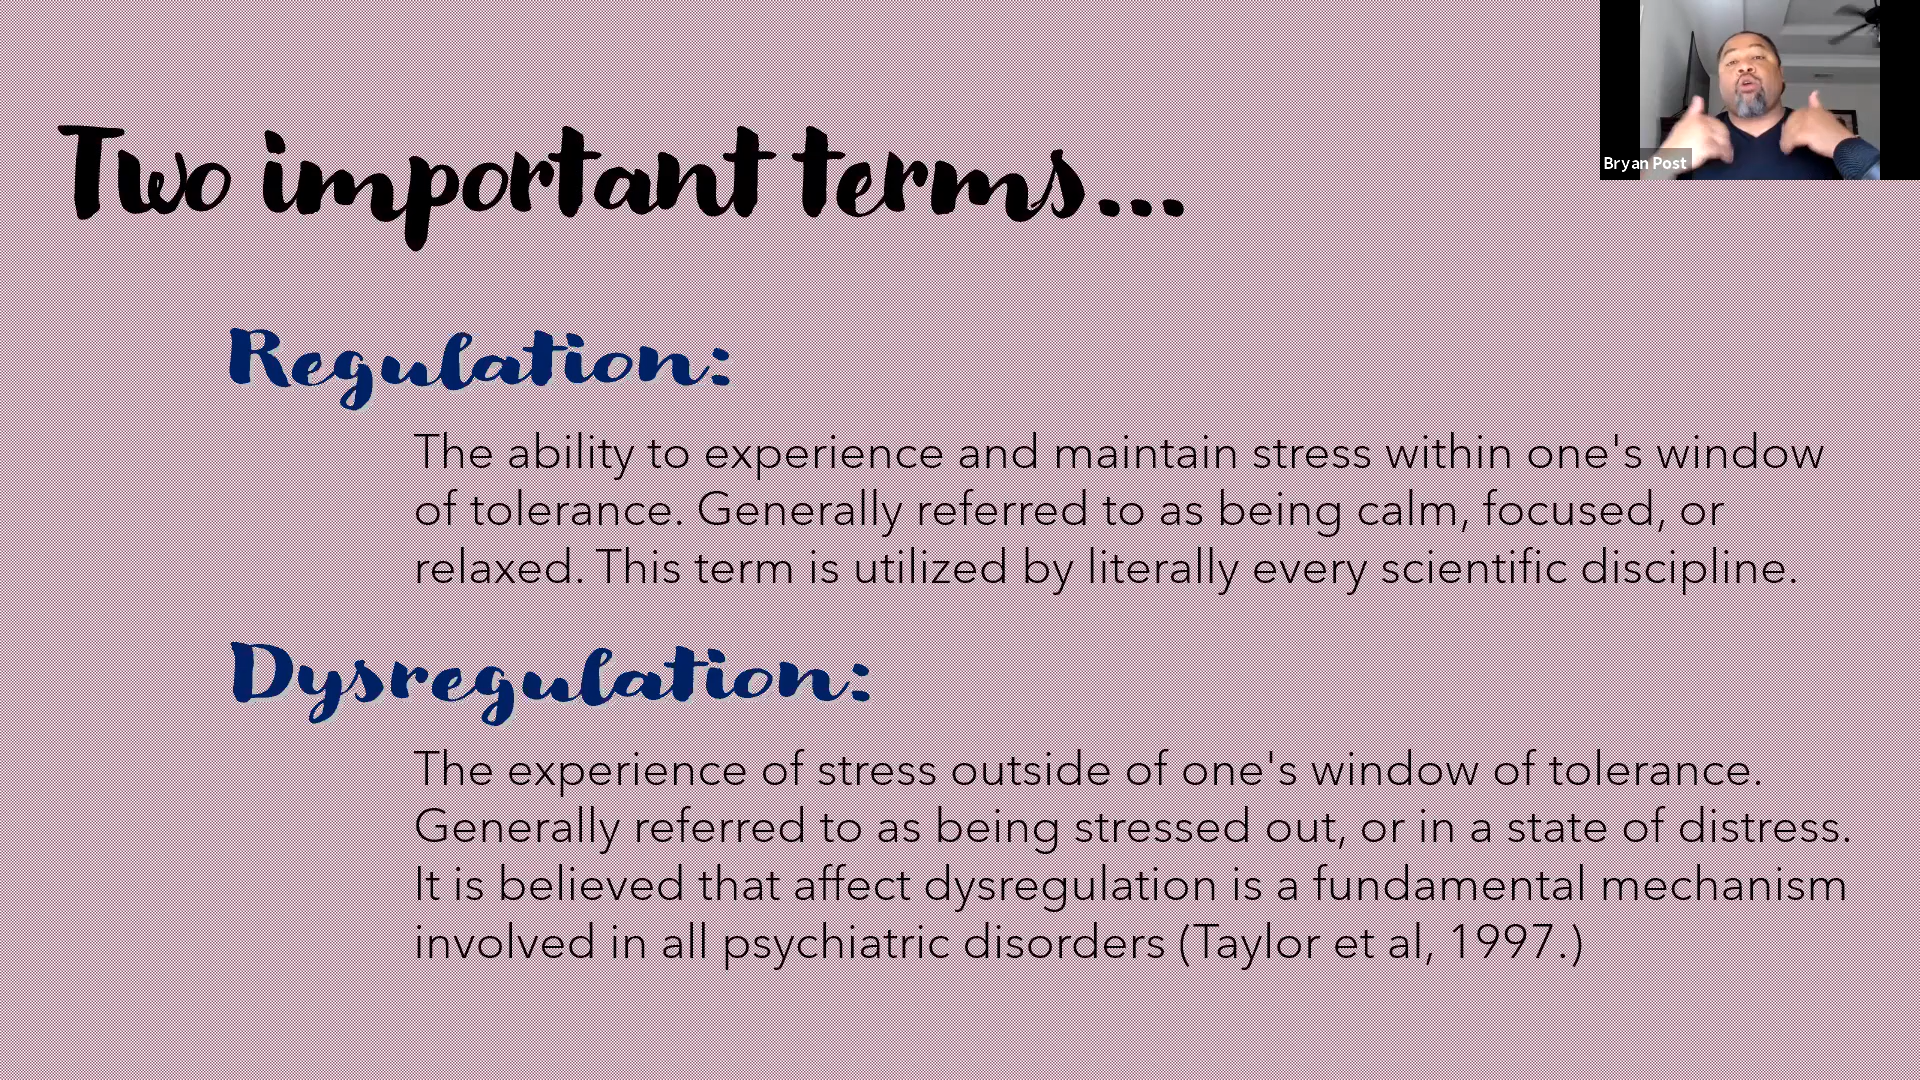 Two important terms...
Bryan Post
Regulation:
The ability to experience and maintain stress within one's window
of tolerance. Generally referred to as being calm, focused, or
relaxed. This term is utilized by literally every scientific discipline.
Dysregulation:
The experience of stress outside of one's window of tolerance.
Generally referred to as being stressed out, or in a state of distress.
It is believed that affect dysregulation is a fundamental mechanism
involved in all psychiatric disorders (Taylor et al, 1997.)